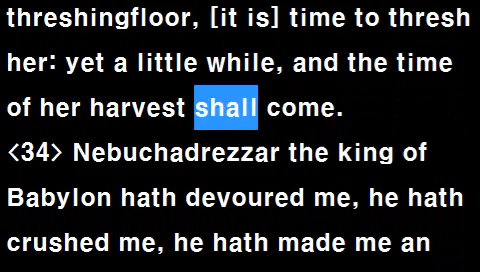 threshingfloor, [it is] time to thresh
her: yet a little while, and the time
of her harvest shall come.
<34> Nebuchadrezzar the king of
Babylon hath devoured me, he hath
crushed me, he hath made me an